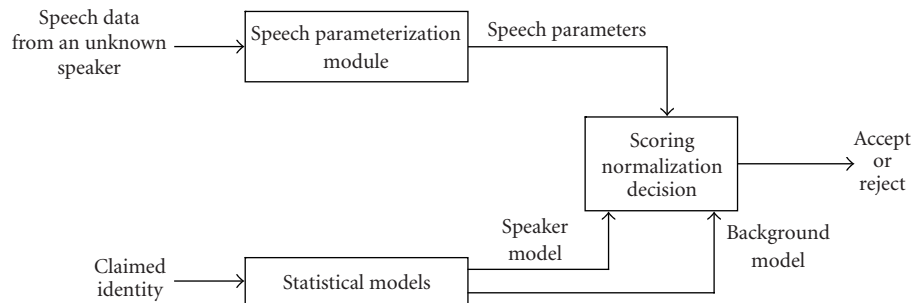 Speech data
from an unknown
speaker
Speech parameterization
module
Speech parameters
Scoring
normalization
decision
Accept
or
reject
Speaker
model
Background
model
Claimed
identity
Statistical models